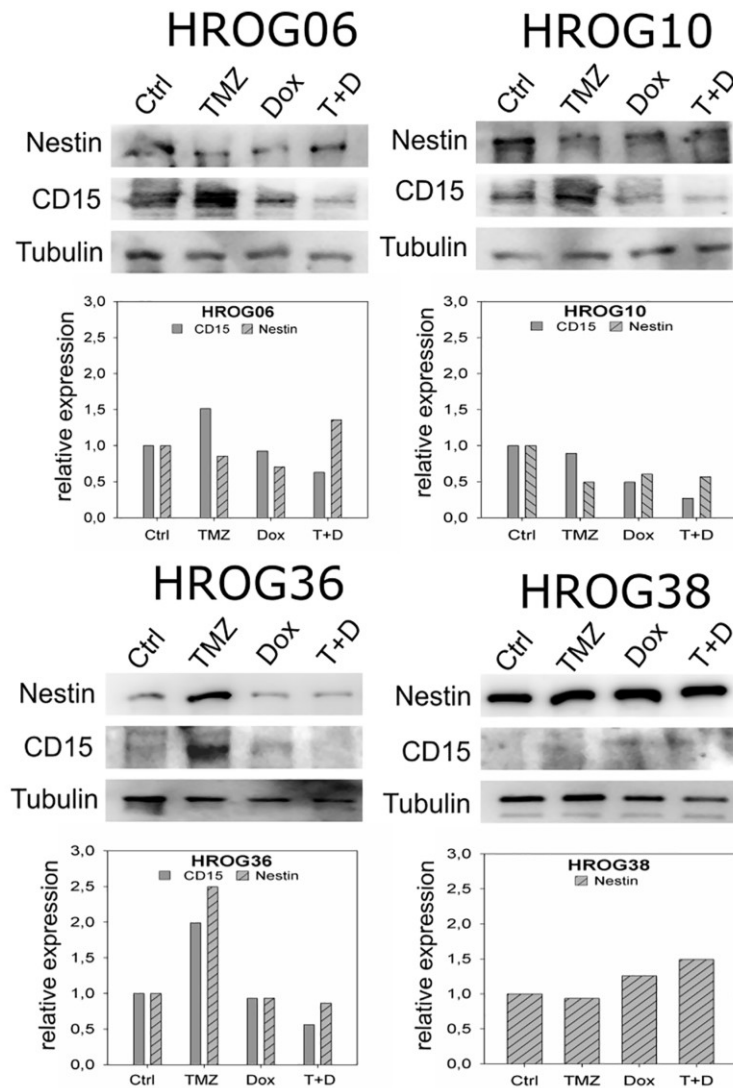 HROG06
Ctrl TMZ Dox T+D
Nestin
CD15
Tubulin
3,0
HROG06
CD15 Nestin
2,5
2,0
1,5
1,0
0,5
0,0
relative expression
Ctrl TMZ Dox T+D
HROG10
Ctrl TMZ Dox T+D
Nestin
CD15
Tubulin
3,0
HROG10
CD15 Nestin
2,5
2,0
1,5
1,0
0,5
0,0
relative expression
Ctrl TMZ Dox T+D
HROG36
Ctrl TMZ Dox T+D
Nestin
CD15
Tubulin
3,0
HROG36
CD15 Nestin
2,5
2,0
1,5
1,0
0,5
0,0
relative expression
Ctrl TMZ Dox T+D
HROG38
Ctrl TMZ Dox T+D
Nestin
CD15
Tubulin
3,0
HROG38
Nestin
2,5
2,0
1,5
1,0
0,5
0,0
relative expression
Ctrl TMZ Dox T+D